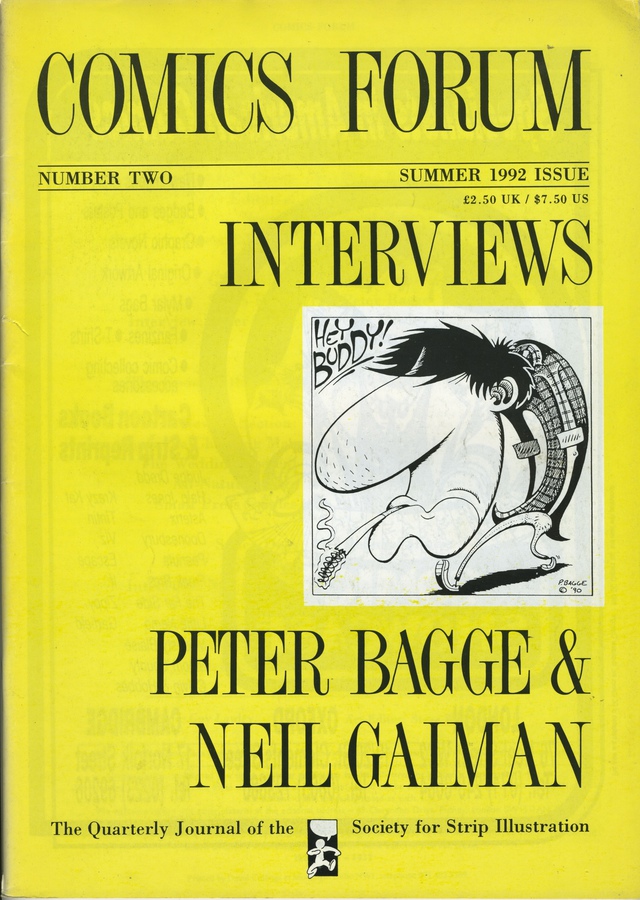 COMICS FORUM
NUMBER TWO
SUMMER 1992 ISSUE
£2.50 UK / $7.50 US
INTERVIEWS
HEY
BUDDY!
P.BAGGE
© '90
PETER BAGGE &
NEIL GAIMAN
The Quarterly Journal of the Society for Strip Illustration